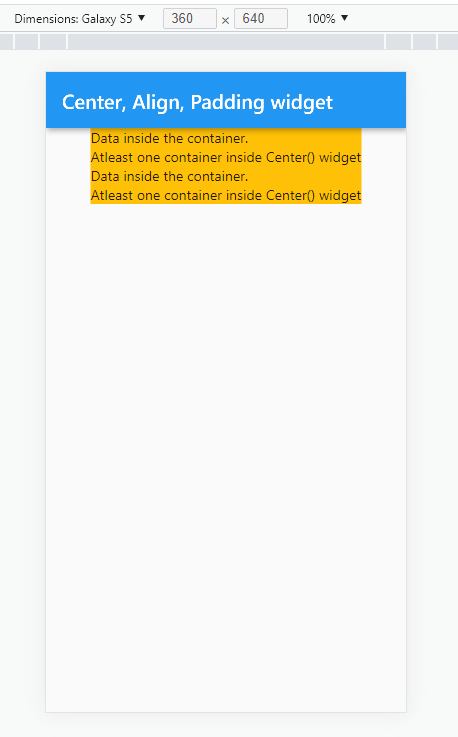 Dimensions: Galaxy S5 ▼ 360 × 640 100% ▼
Center, Align, Padding widget
Data inside the container.
Atleast one container inside Center() widget
Data inside the container.
Atleast one container inside Center() widget